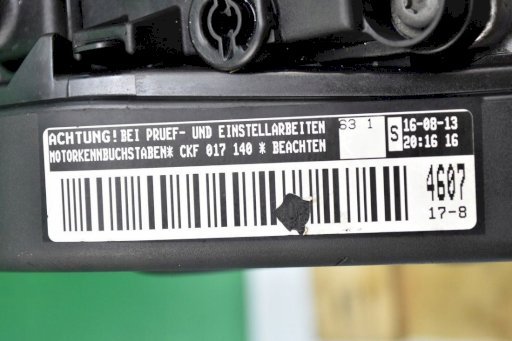 ACHTUNG! BEI PRUEF- UND EINSTELLARBEITEN
MOTORKENNBUCHSTABEN* CKF 017 140 * BEACHTEN
63 1
S
16-08-13
20:16 16
4607
17-8